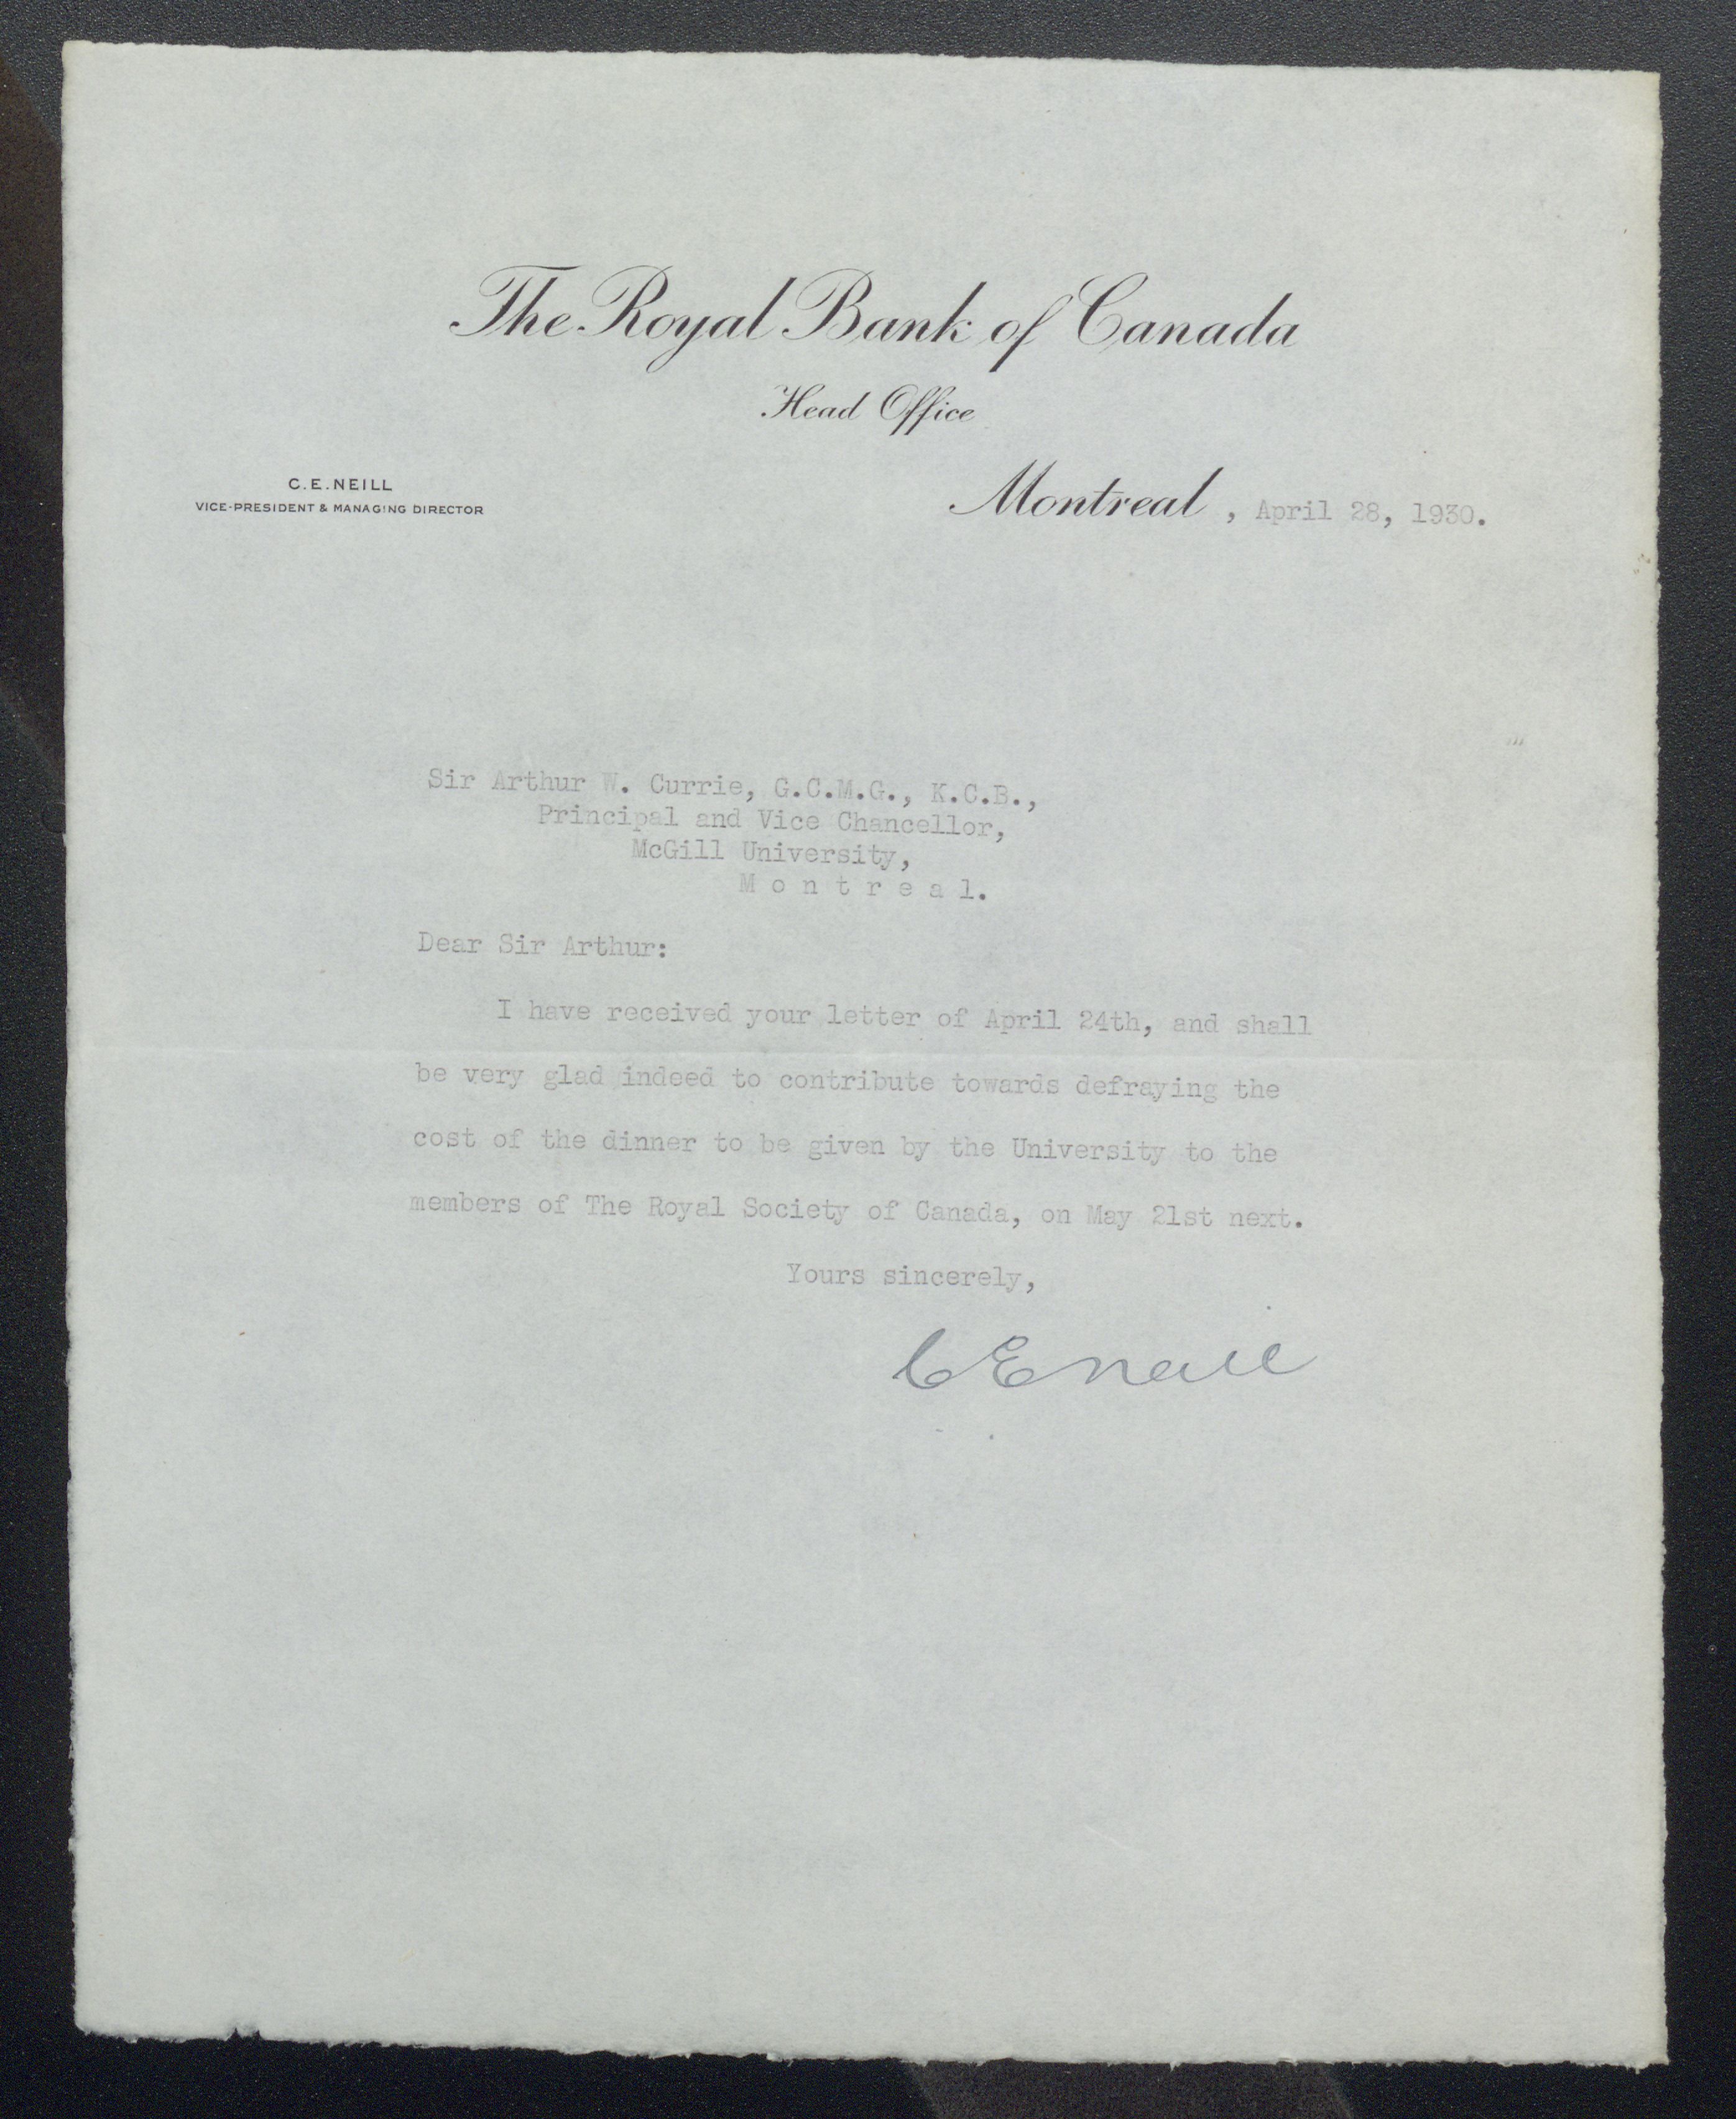 The Royal Bank of Canada
Head Office
C.E.NEILL
VICE-PRESIDENT & MANAGING DIRECTOR
Montreal, April 28, 1930.
Sir Arthur W. Currie, G.C.M.G., K.C.B.,
Principal and Vice Chancellor,
McGill University,
M o n t r e a l.
Dear Sir Arthur:
I have received your letter of April 24th, and shall
be very glad indeed to contribute towards defraying the
cost of the dinner to be given by the University to the
members of The Royal Society of Canada, on May 21st next.
Yours sincerely,
C E Neill